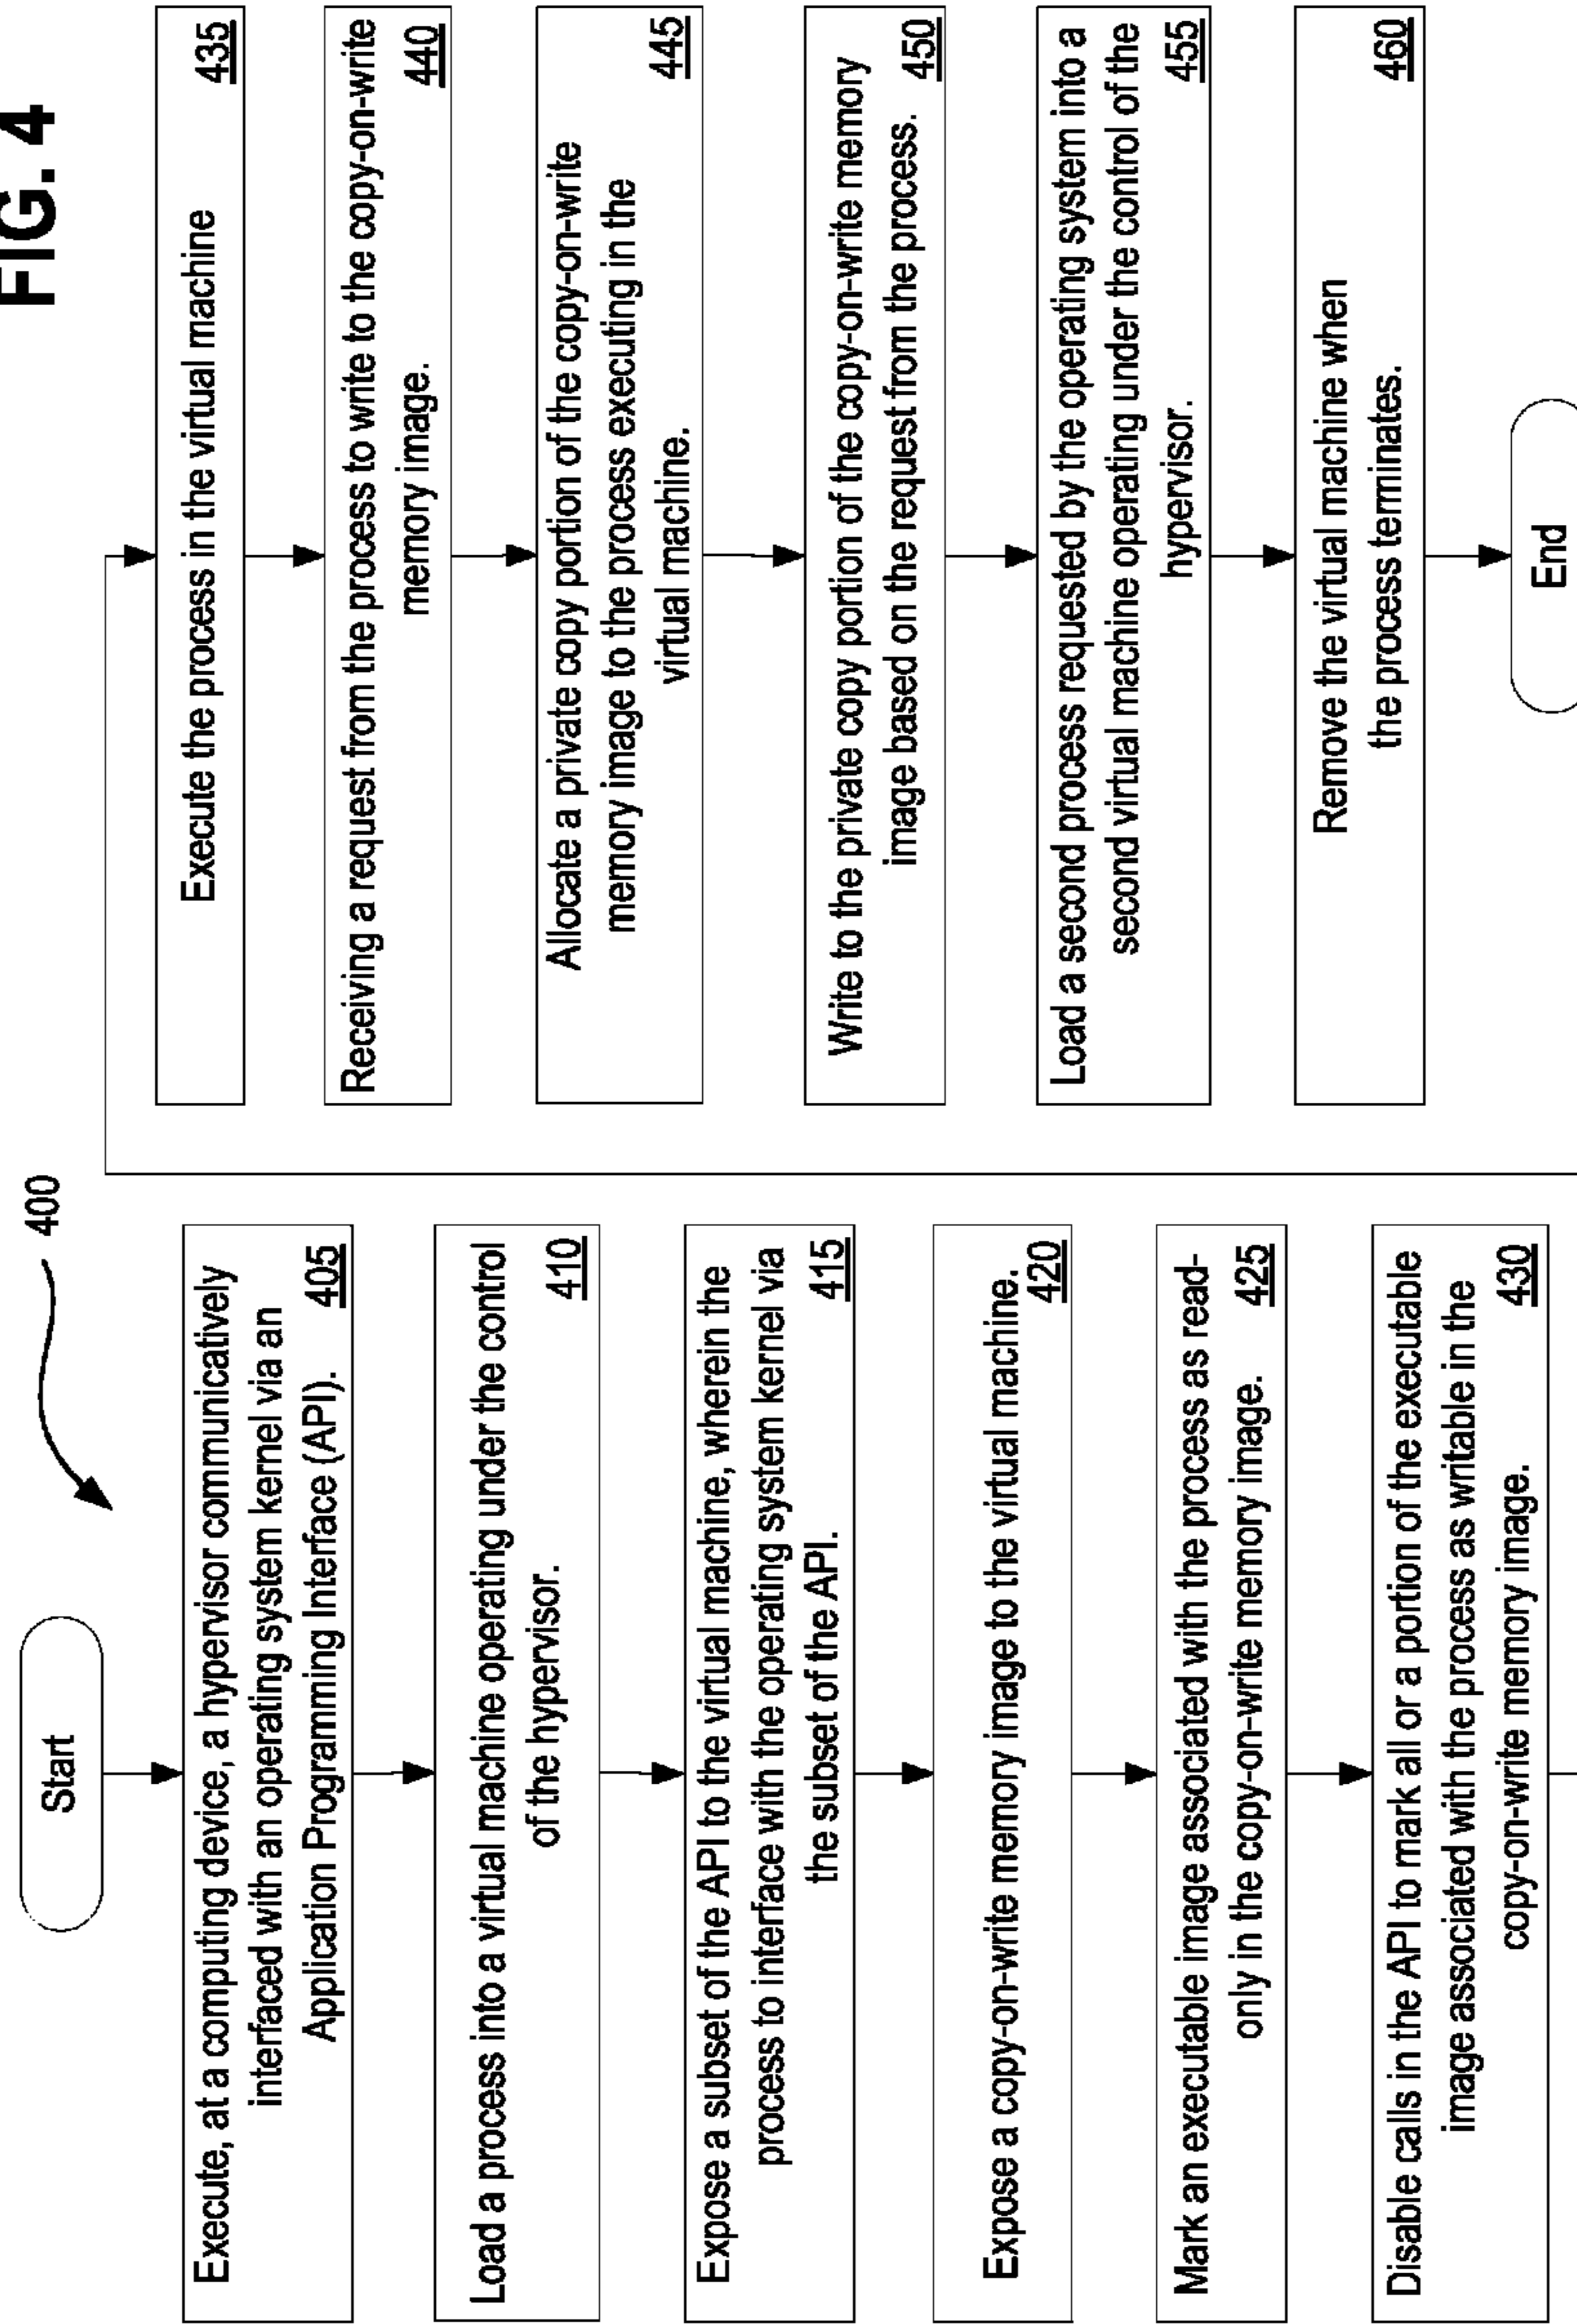 FIG. 4
400
Start
Execute, at a computing device, a hypervisor communicatively
interfaced with an operating system kernel via an
Application Programming Interface (API). 405
Load a process into a virtual machine operating under the control
of the hypervisor. 410
Expose a subset of the API to the virtual machine, wherein the
process to interface with the operating system kernel via
the subset of the API. 415
Expose a copy-on-write memory image to the virtual machine.
420
Mark an executable image associated with the process as read-
only in the copy-on-write memory image. 425
Disable calls in the API to mark all or a portion of the executable
image associated with the process as writable in the
copy-on-write memory image. 430
Execute the process in the virtual machine
435
Receiving a request from the process to write to the copy-on-write
memory image. 440
Allocate a private copy portion of the copy-on-write
memory image to the process executing in the
virtual machine. 445
Write to the private copy portion of the copy-on-write memory
image based on the request from the process. 450
Load a second process requested by the operating system into a
second virtual machine operating under the control of the
hypervisor. 455
Remove the virtual machine when
the process terminates. 460
End